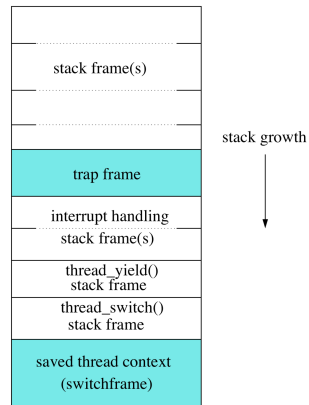 stack frame(s)
stack growth
trap frame
interrupt handling
stack frame(s)
thread_yield()
stack frame
thread_switch()
stack frame
saved thread context
(switchframe)